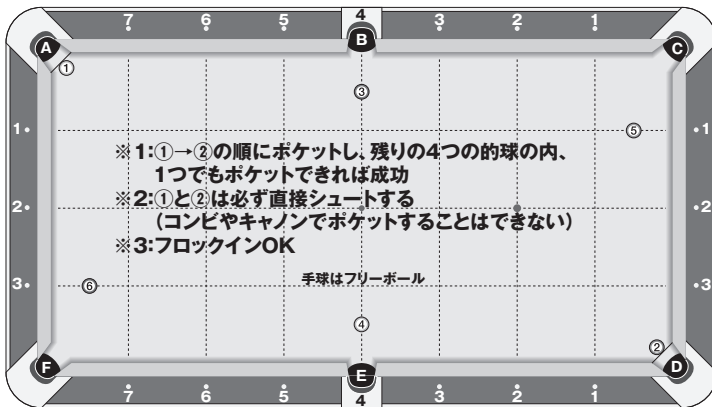 7 6 5 4 3 2 1
A B C
①
③
⑤
1 1
※1:①→②の順にポケットし、残りの4つの的球の内、
1つでもポケットできれば成功
※2:①と②は必ず直接シュートする
2 2
(コンビやキャノンでポケットすることはできない)
※3:フロックインOK
手球はフリーボール
3 ⑥ 3
④
②
F E D
7 6 5 4 3 2 1